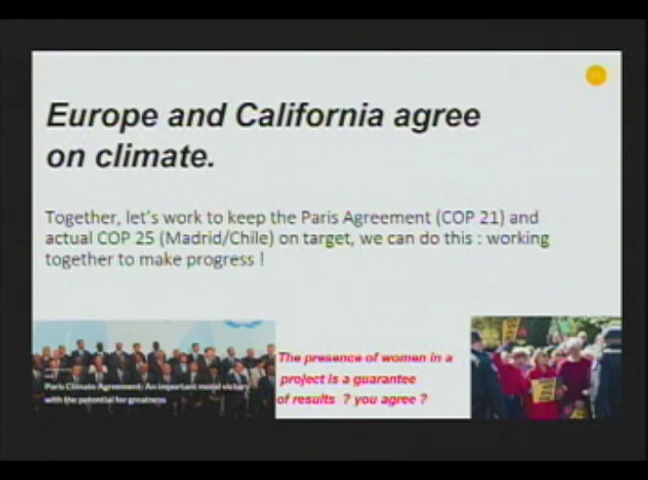 Europe and California agree
on climate.
Together, let's work to keep the Paris Agreement (COP 21) and
actual COP 25 (Madrid/Chile) on target, we can do this : working
together to make progress !
The presence of women in a
project is a guarantee
of results ? you agree ?
Paris Climate Agreement: An important moral victory
with the potential for greatness